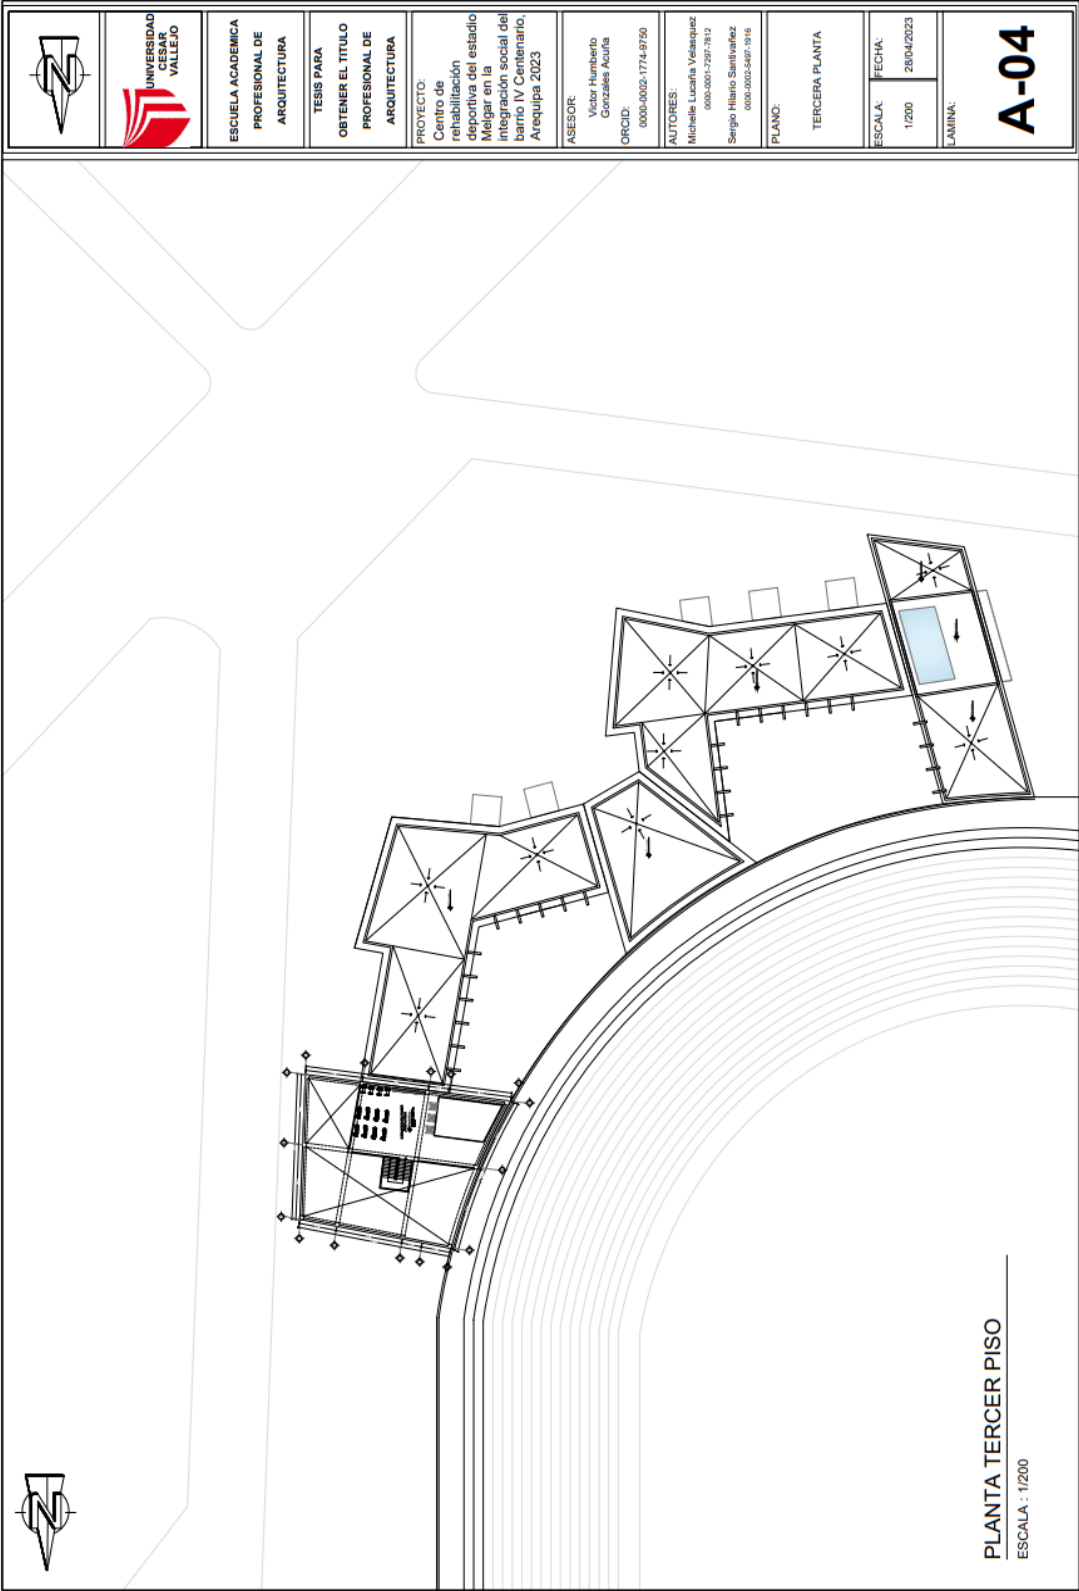 UNIVERSIDAD
CESAR
VALLEJO
ESCUELA ACADEMICA
PROFESIONAL DE
ARQUITECTURA
TESIS PARA
OBTENER EL TITULO
PROFESIONAL DE
ARQUITECTURA
PROYECTO:
Centro de
rehabilitación
deportiva del estadio
Melgar en la
integración social del
barrio IV Centenario,
Arequipa 2023
ASESOR:
Victor Humberto
Gonzales Acuña
ORCID:
0000-0002-1774-9750
AUTORES:
Michelle Lucaña Velasquez
0000-0001-7297-7812
Sergio Hilario Santivañez
0000-0002-5497-1916
PLANO:
TERCERA PLANTA
ESCALA:
1/200
FECHA:
28/04/2023
LAMINA:
A-04
PLANTA TERCER PISO
ESCALA : 1/200